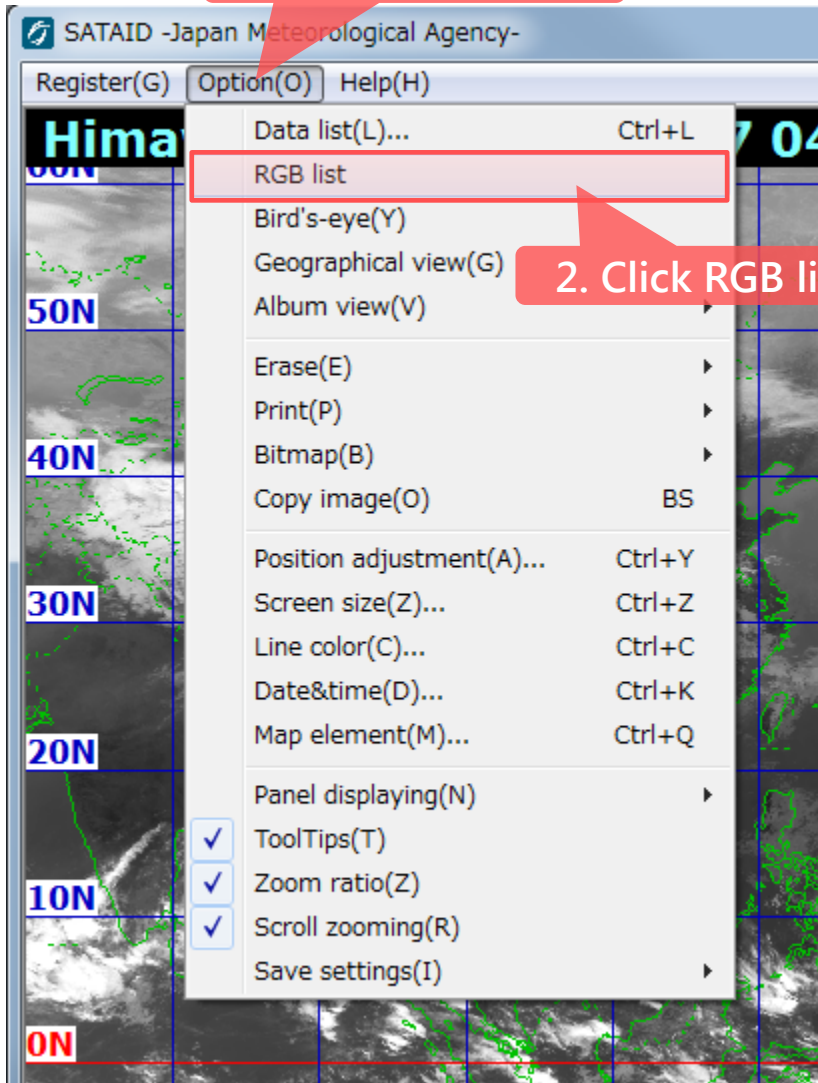 SATAID -Japan Meteorological Agency-
Register(G) Option(O) Help(H)
7 04
Data list(L)... Ctrl+L
RGB list
Bird's-eye(Y)
Geographical view(G)
2. Click RGB
Album view(V)
50N
Erase(E)
Print(P)
Bitmap(B)
40N
Copy image(O) BS
Position adjustment(A)... Ctrl+Y
Screen size(Z)... Ctrl+Z
30N
Line color(C)... Ctrl+C
Date&time(D)... Ctrl+K
Map element(M)... Ctrl+Q
20N
Panel displaying(N)
ToolTips(T)
Zoom ratio(Z)
10N
Scroll zooming(R)
Save settings(I)
0N